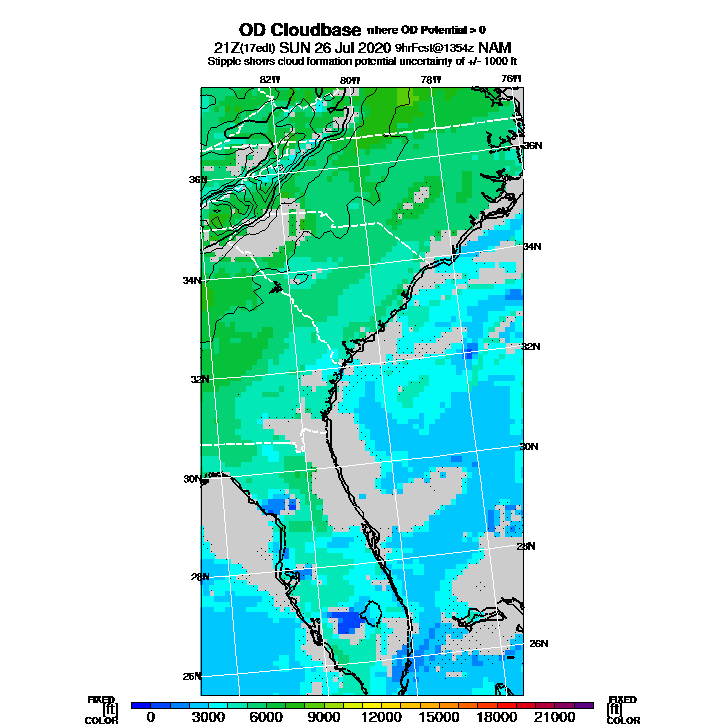 OD Cloudbase where OD Potential > 0
21Z(17edt) SUN 26 Jul 2020 9hrFcst@1354z NAM
Stipple shows cloud formation potential uncertainty of +/- 1000 ft
82W 80W 78W 76W
36N 36N
34N 34N
32N 32N
30N 30N
28N 28N
26N 26N
FIXED FIXED
[ft] [ft]
COLOR COLOR
0 3000 6000 9000 12000 15000 18000 21000